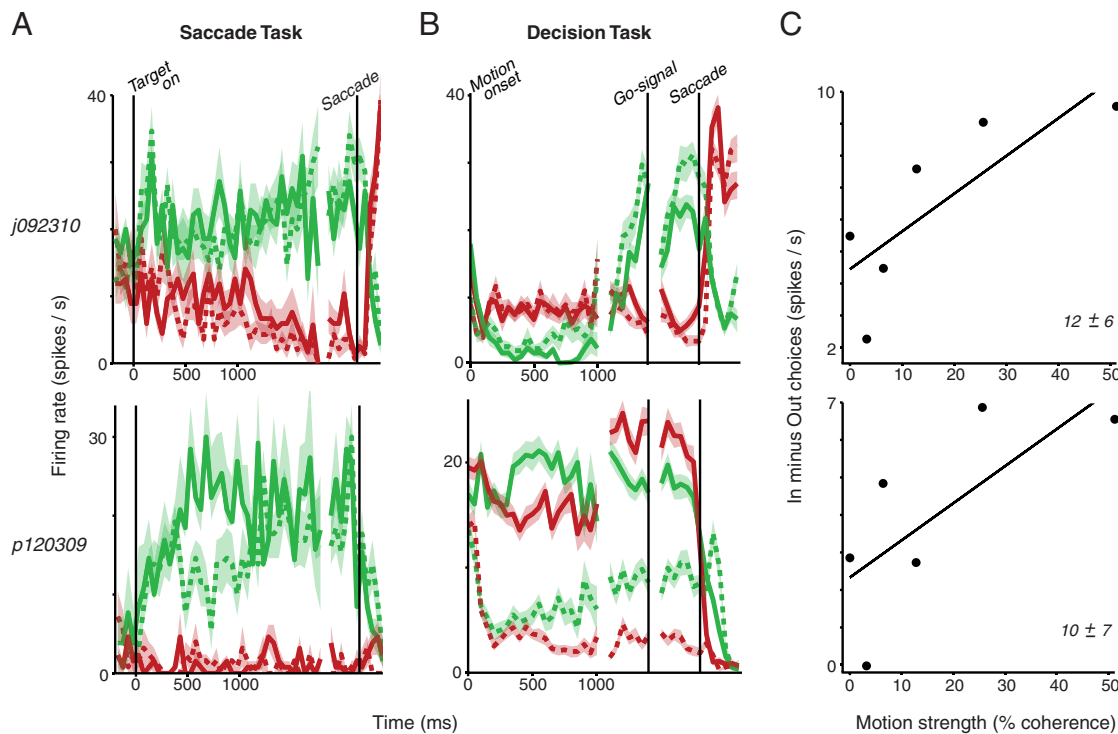 A
Saccade Task
B
Decision Task
C
Target on
Saccade
Motion onset
Go-signal
Saccade
j092310
p120309
Firing rate (spikes / s)
40
0
0
500
1000
40
0
0
500
1000
30
0
0
500
1000
20
0
0
500
1000
Time (ms)
In minus Out choices (spikes / s)
10
2
12 ± 6
0
10
20
30
40
50
7
0
10 ± 7
0
10
20
30
40
50
Motion strength (% coherence)